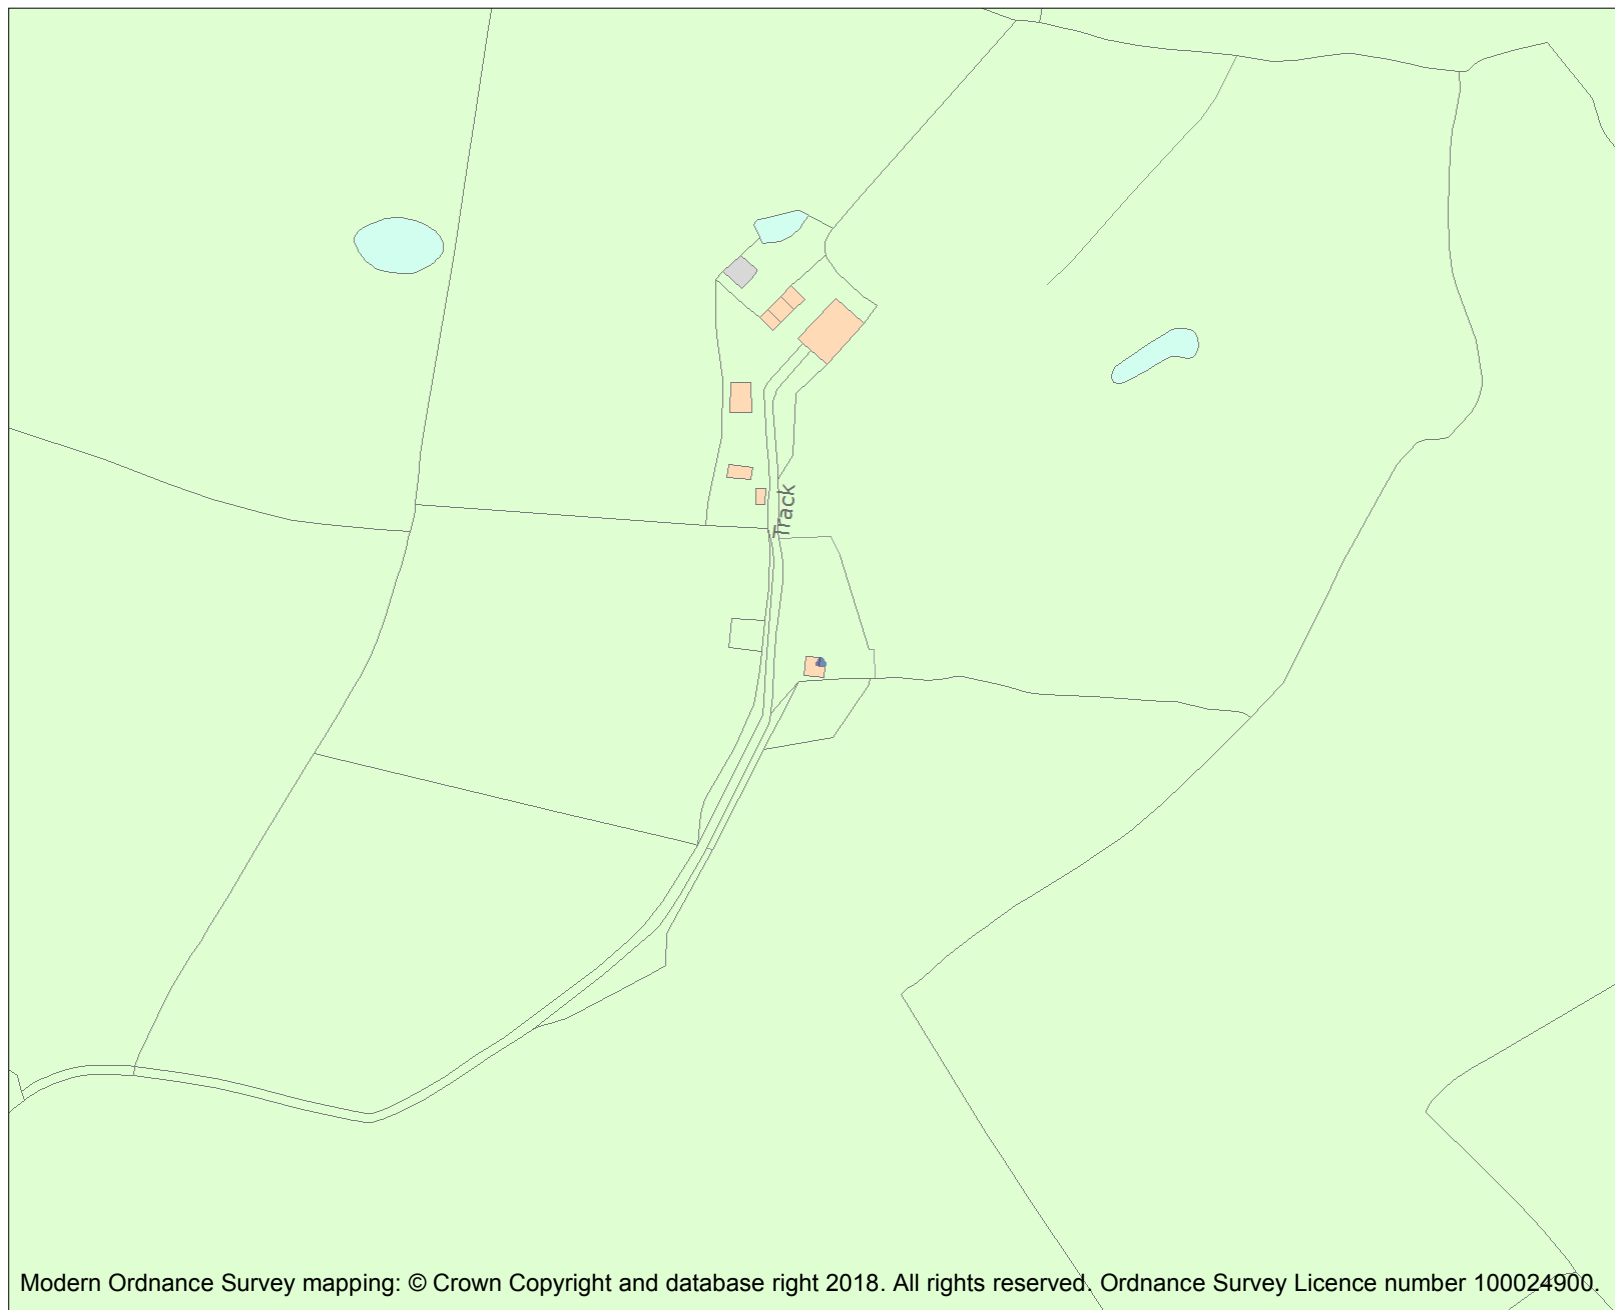 Track
Modern Ordnance Survey mapping: © Crown Copyright and database right 2018. All rights reserved. Ordnance Survey Licence number 100024900.